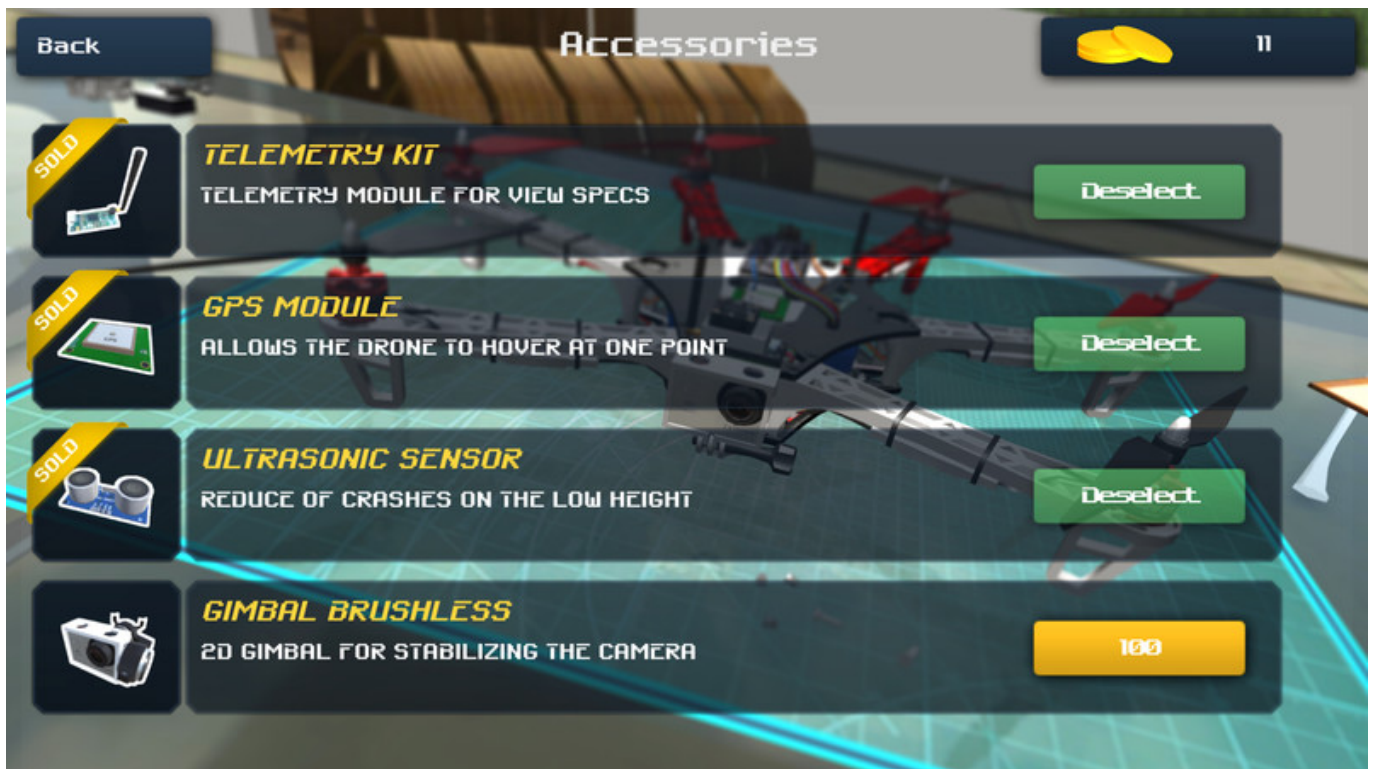 Back
Accessories
11
SOLD
TELEMETRY KIT
TELEMETRY MODULE FOR VIEW SPECS
Deselect
SOLD
GPS MODULE
ALLOWS THE DRONE TO HOVER AT ONE POINT
Deselect
SOLD
ULTRASONIC SENSOR
REDUCE OF CRASHES ON THE LOW HEIGHT
Deselect
GIMBAL BRUSHLESS
2D GIMBAL FOR STABILIZING THE CAMERA
100